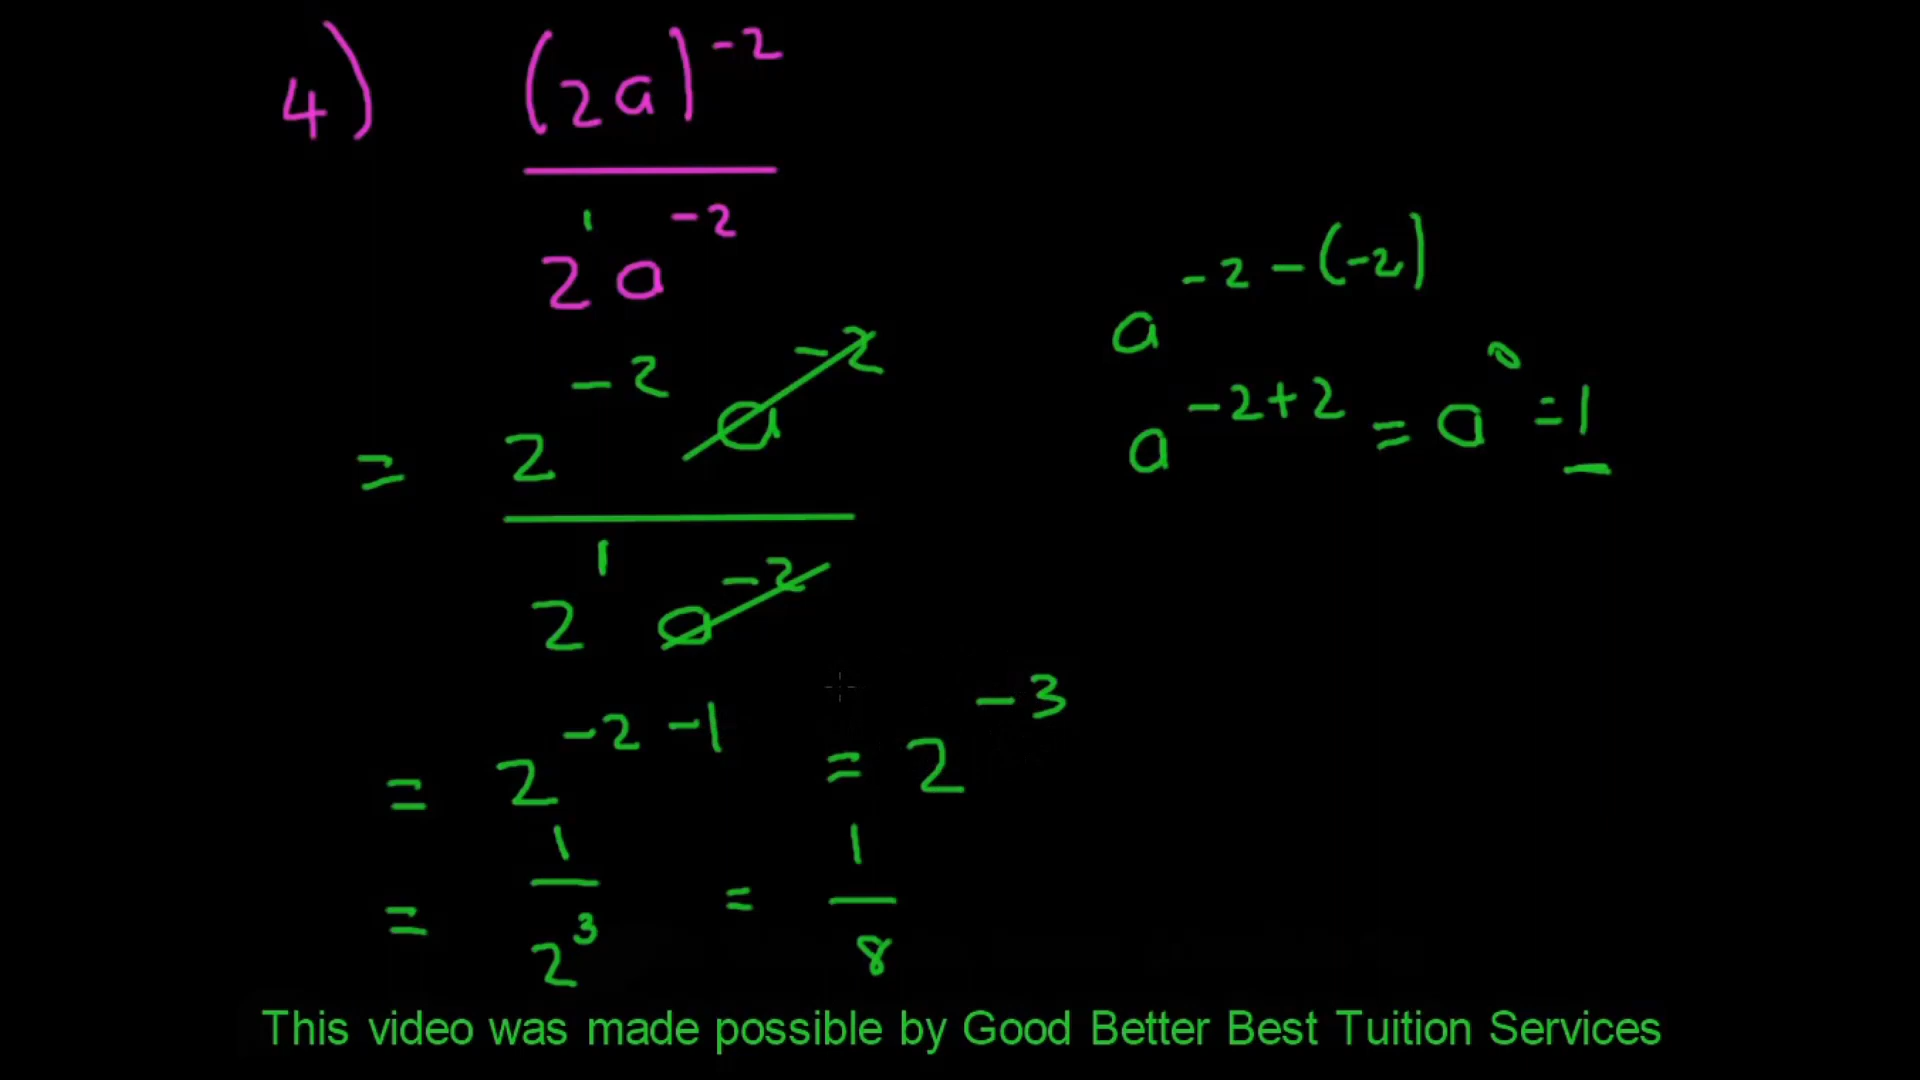 4) (2a)^-2
2^1 a^-2
= 2^-2 a^-2
2^1 a^-2
= 2^-2-1 = 2^-3
= 1/2^3 = 1/8
a^-2-(-2)
a^-2+2 = a^0 = 1
This video was made possible by Good Better Best Tuition Services